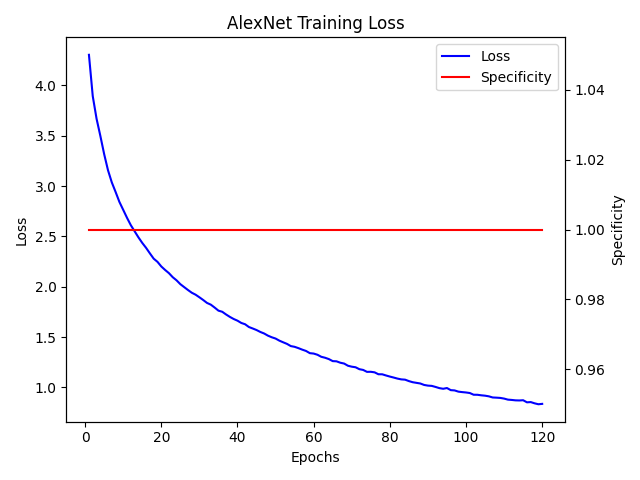 AlexNet Training Loss
Loss
Specificity
4.0
3.5
3.0
2.5
2.0
1.5
1.0
Loss
1.04
1.02
1.00
0.98
0.96
Specificity
0 20 40 60 80 100 120
Epochs